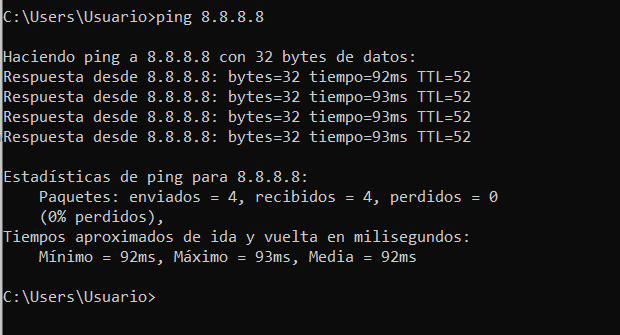 C:\Users\Usuario>ping 8.8.8.8
Haciendo ping a 8.8.8.8 con 32 bytes de datos:
Respuesta desde 8.8.8.8: bytes=32 tiempo=92ms TTL=52
Respuesta desde 8.8.8.8: bytes=32 tiempo=93ms TTL=52
Respuesta desde 8.8.8.8: bytes=32 tiempo=93ms TTL=52
Respuesta desde 8.8.8.8: bytes=32 tiempo=93ms TTL=52
Estadísticas de ping para 8.8.8.8:
    Paquetes: enviados = 4, recibidos = 4, perdidos = 0
    (0% perdidos),
Tiempos aproximados de ida y vuelta en milisegundos:
    Mínimo = 92ms, Máximo = 93ms, Media = 92ms
C:\Users\Usuario>